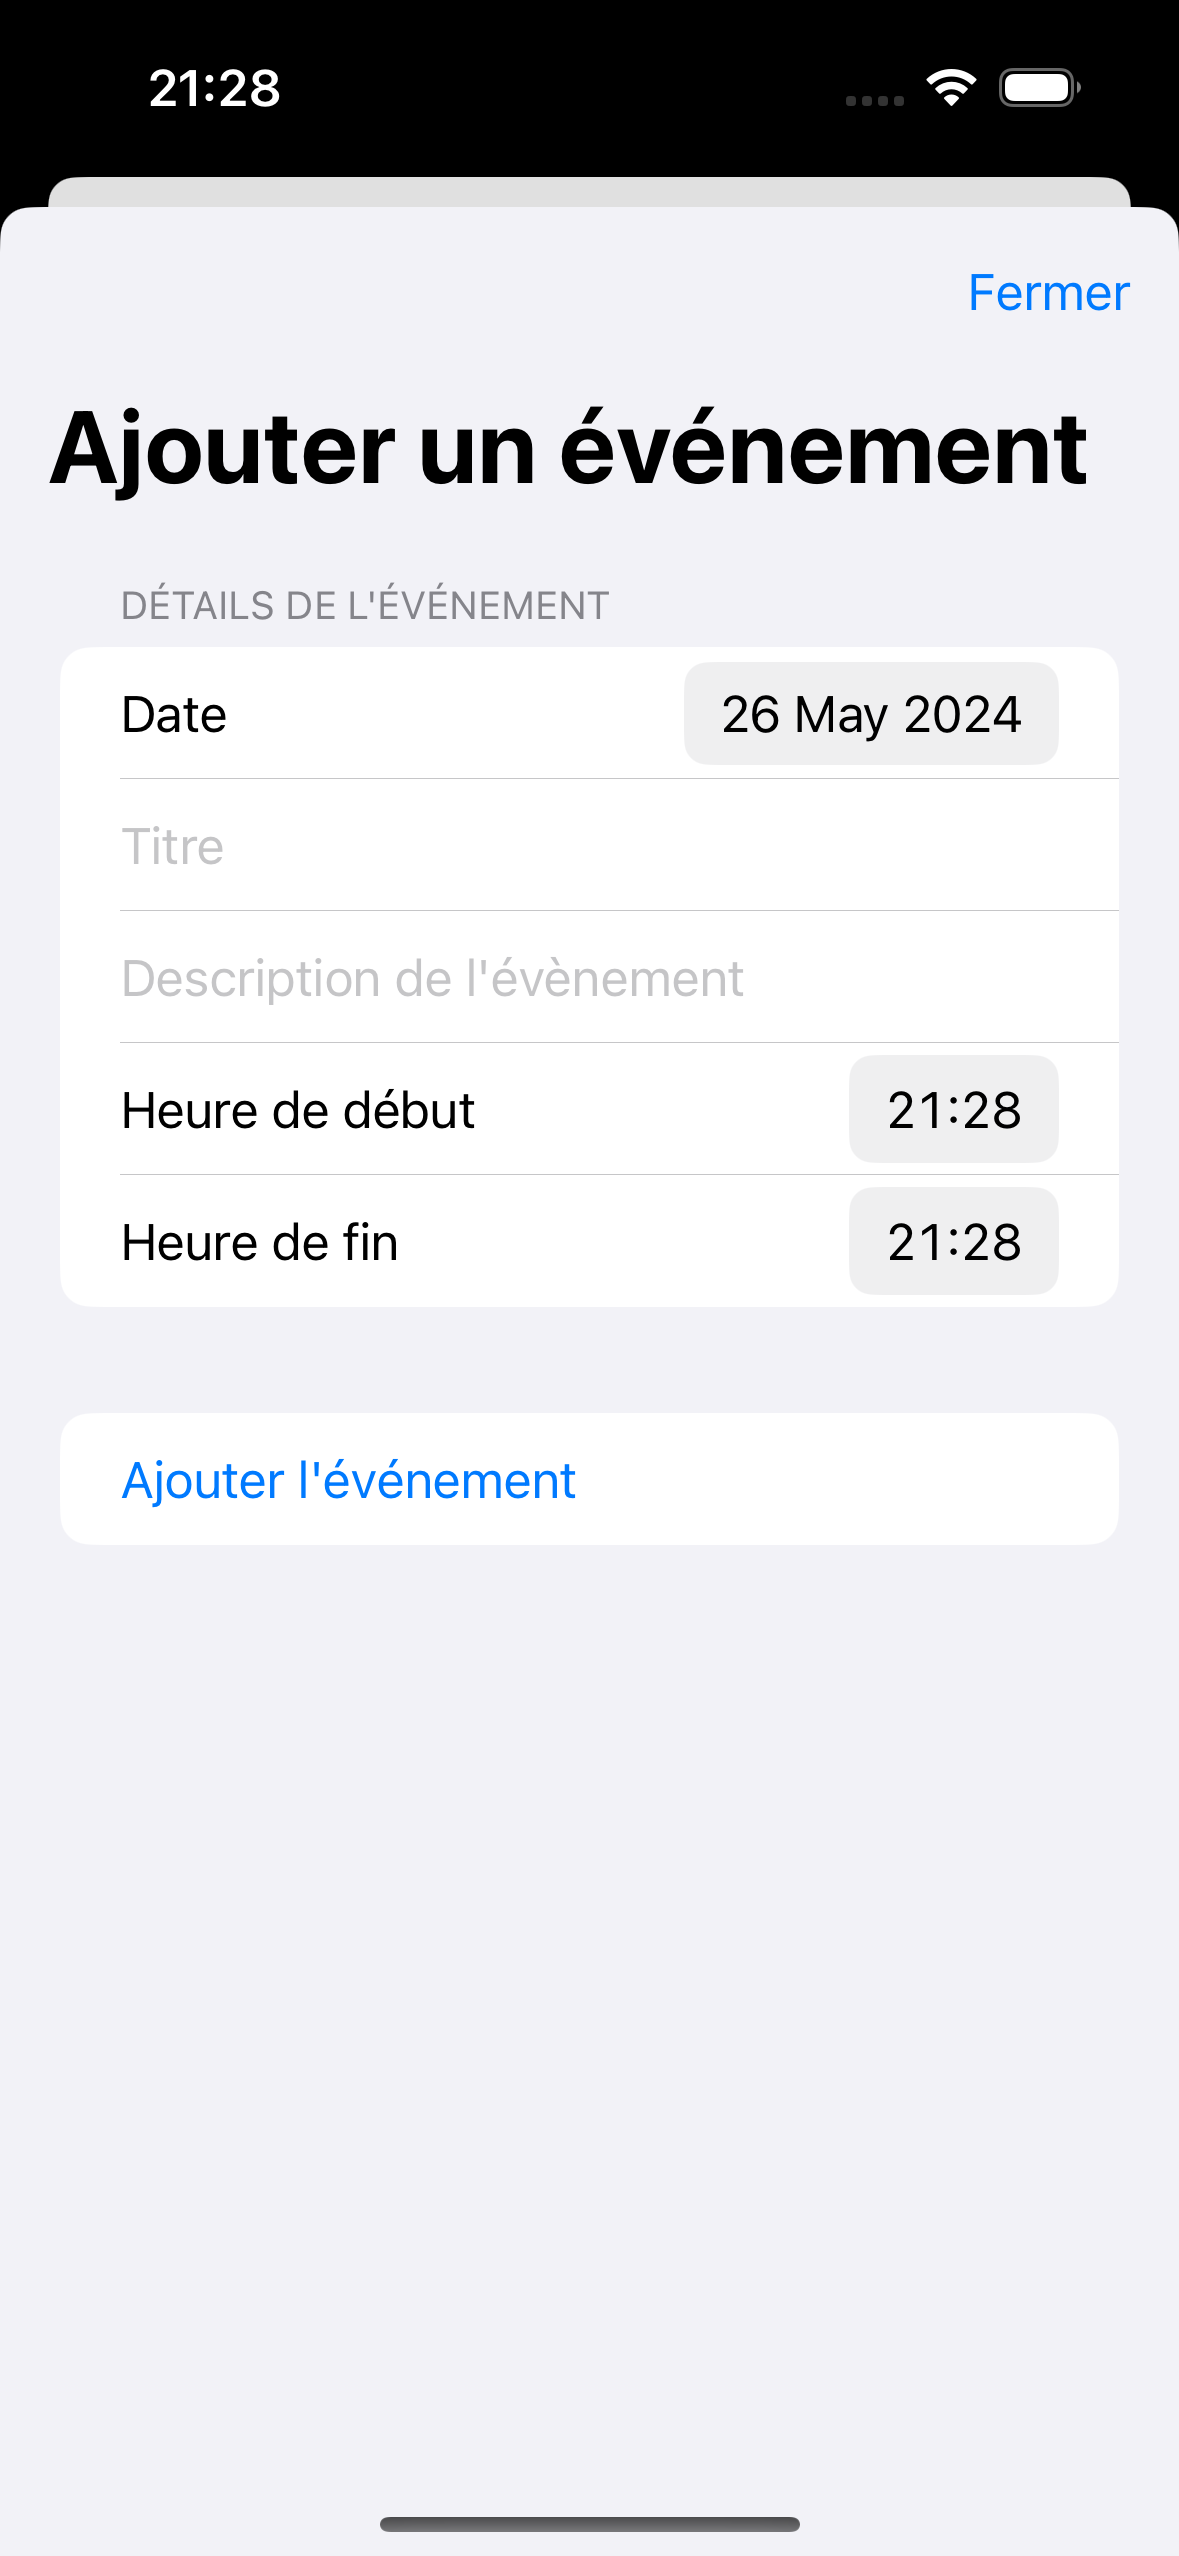 21:28
Fermer
Ajouter un événement
DÉTAILS DE L'ÉVÉNEMENT
Date 26 May 2024
Titre
Description de l'évènement
Heure de début 21:28
Heure de fin 21:28
Ajouter l'événement